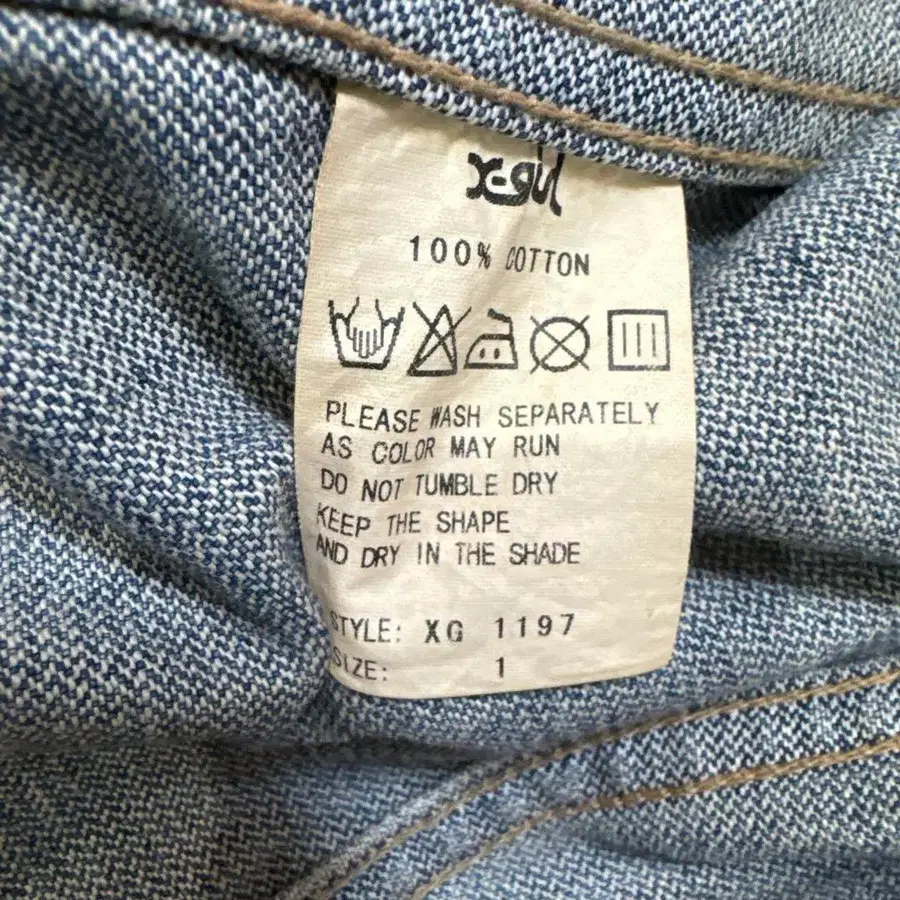 x-girl
100% COTTON
PLEASE WASH SEPARATELY
AS COLOR MAY RUN
DO NOT TUMBLE DRY
KEEP THE SHAPE
AND DRY IN THE SHADE
STYLE: XG 1197
SIZE: 1